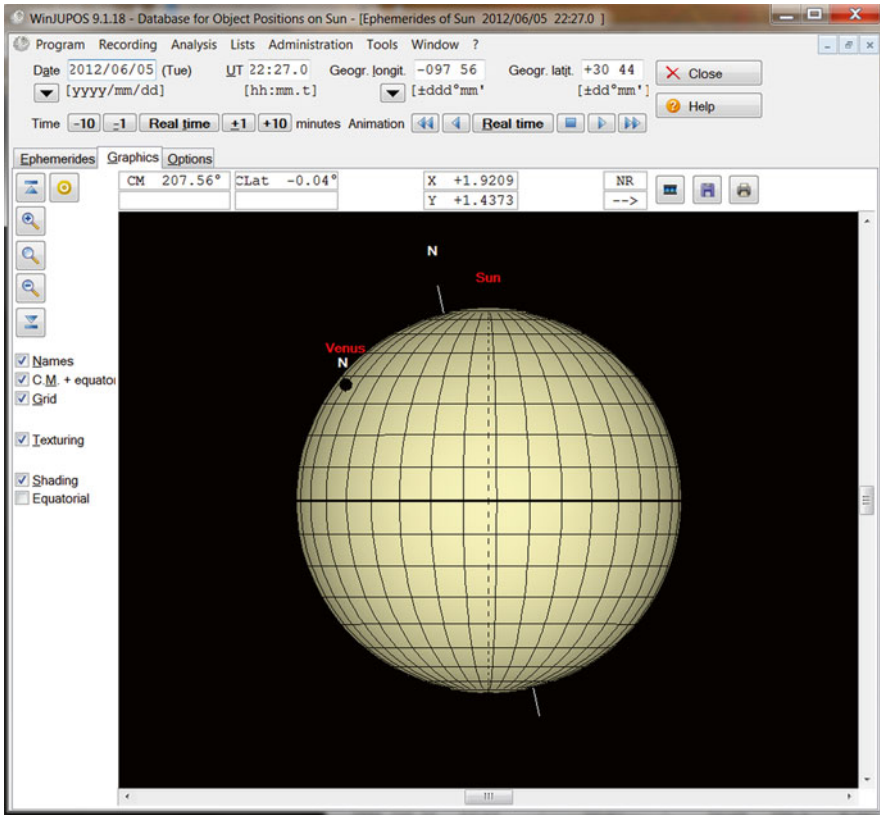 WinJUPOS 9.1.18 - Database for Object Positions on Sun - [Ephemerides of Sun 2012/06/05 22:27.0 ]
Program Recording Analysis Lists Administration Tools Window ?
Date 2012/06/05 (Tue) UT 22:27.0 Geogr. longit. -097 56 Geogr. latit. +30 44 Close
[yyyy/mm/dd] [hh:mm.t] [±ddd°mm' [±dd°mm'] Help
Time -10 -1 Real time +1 +10 minutes Animation Real time
Ephemerides Graphics Options
CM 207.56° CLat -0.04° X +1.9209 NR
Y +1.4373 -->
N
Sun
Venus
N
Names
C.M. + equator
Grid
Texturing
Shading
Equatorial